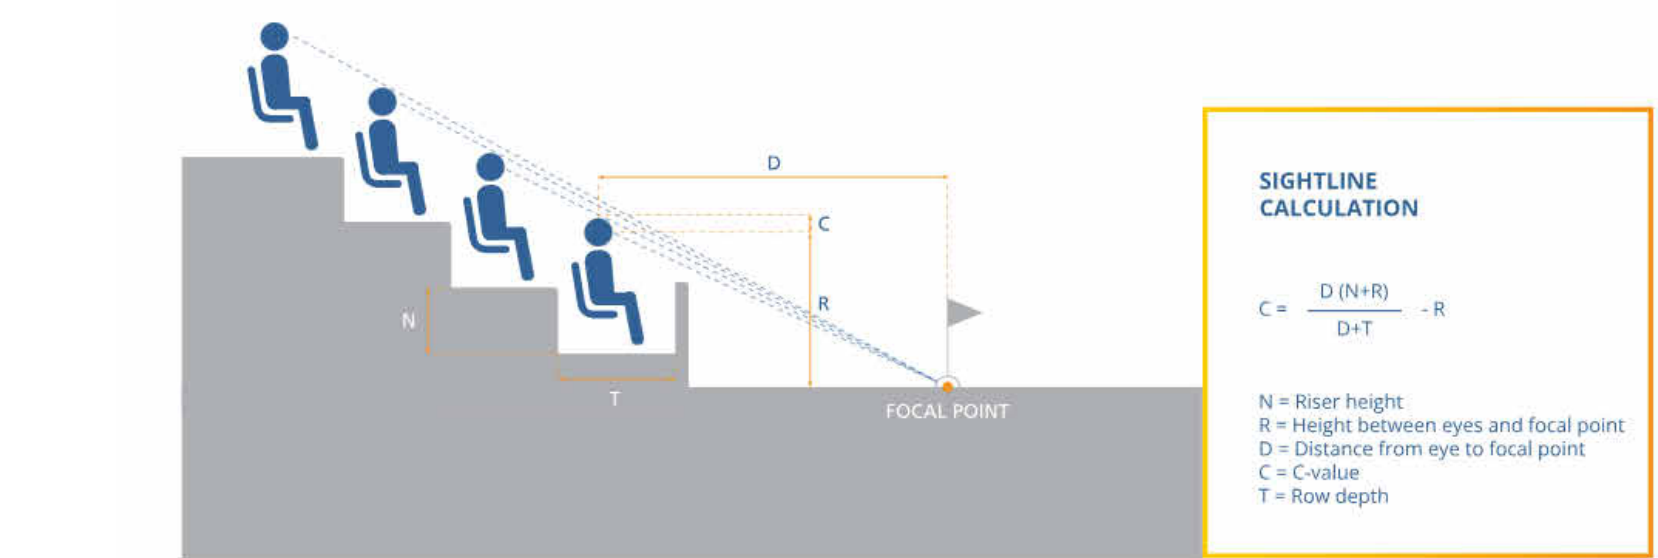 D
C
R
N
T
FOCAL POINT
SIGHTLINE
CALCULATION
C = D (N+R) - R
D+T
N = Riser height
R = Height between eyes and focal point
D = Distance from eye to focal point
C = C-value
T = Row depth